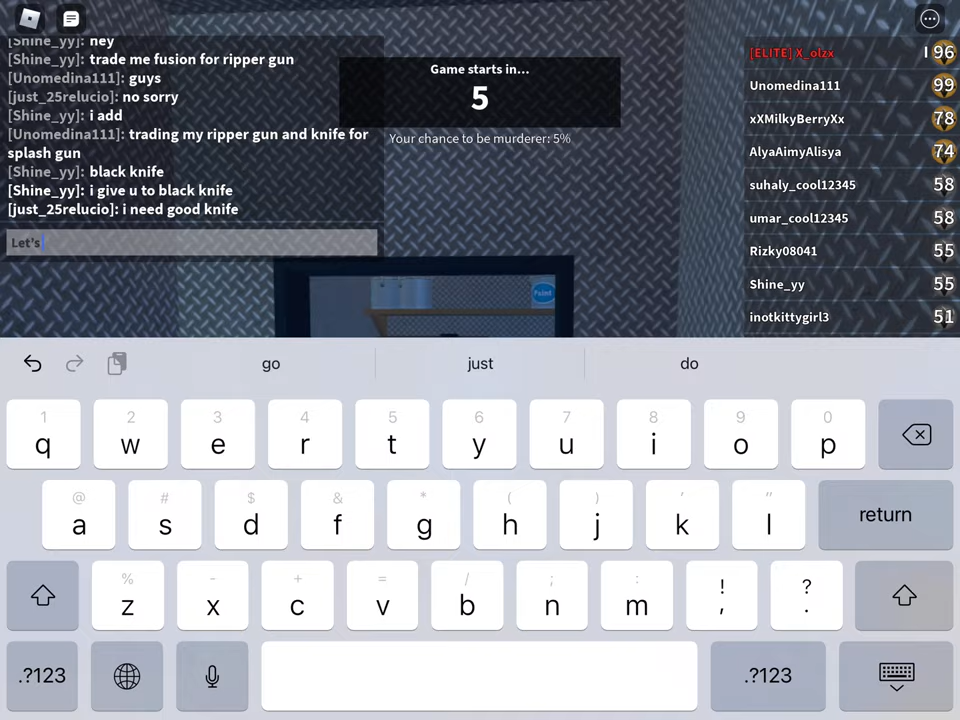 [Shine_yy]: hey
[Shine_yy]: trade me fusion for ripper gun
[Unomedina111]: guys
[just_25relucio]: no sorry
[Shine_yy]: i add
[Unomedina111]: trading my ripper gun and knife for
splash gun
[Shine_yy]: black knife
[Shine_yy]: i give u to black knife
[just_25relucio]: i need good knife
Let's
Game starts in...
5
Your chance to be murderer: 5%
[ELITE] X_olzx I 96
Unomedina111 99
xXMilkyBerryXx 78
AlyaAimyAlisya 74
suhaly_cool12345 58
umar_cool12345 58
Rizky08041 55
Shine_yy 55
inotkittygirl3 51
Paint
go just do
1 2 3 4 5 6 7 8 9 0
q w e r t y u i o p
@ # $ & * ( ) ' "
a s d f g h j k l return
% - + = / ; : ! ?
z x c v b n m , .
.?123 .?123